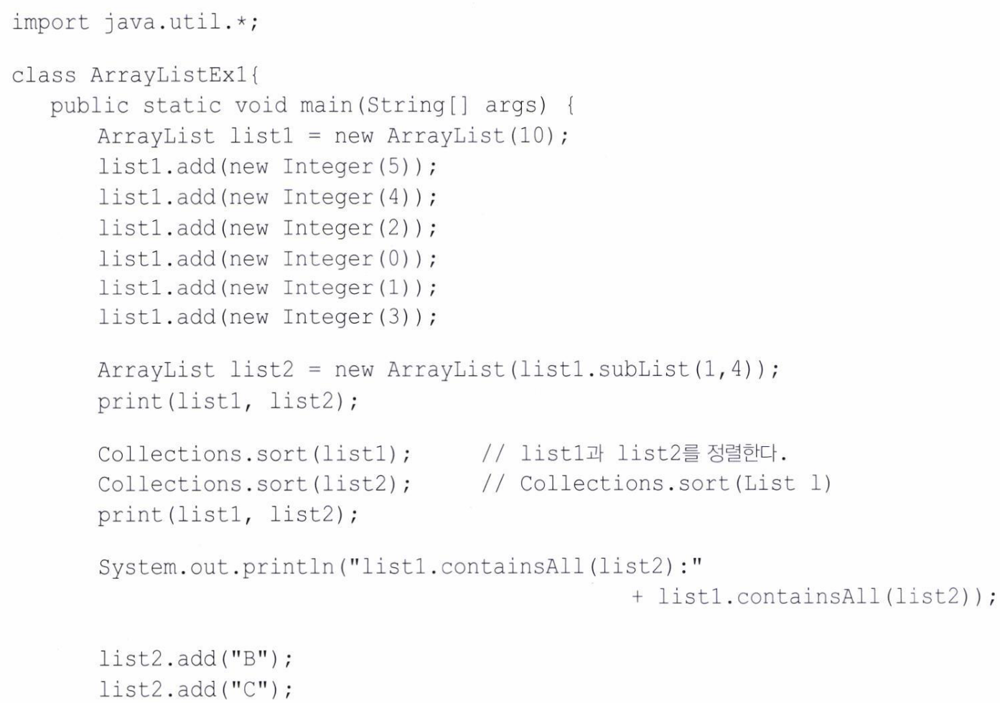 import java.util.*;
class ArrayListEx1{
public static void main(String[] args) {
ArrayList list1 = new ArrayList(10);
list1.add(new Integer(5));
list1.add(new Integer(4));
list1.add(new Integer(2));
list1.add(new Integer(0));
list1.add(new Integer(1));
list1.add(new Integer(3));
ArrayList list2 = new ArrayList(list1.subList(1,4));
print(list1, list2);
Collections.sort(list1); // list1과 list2를 정렬한다.
Collections.sort(list2); // Collections.sort(List l)
print(list1, list2);
System.out.println("list1.containsAll(list2):"
+ list1.containsAll(list2));
list2.add("B");
list2.add("C");